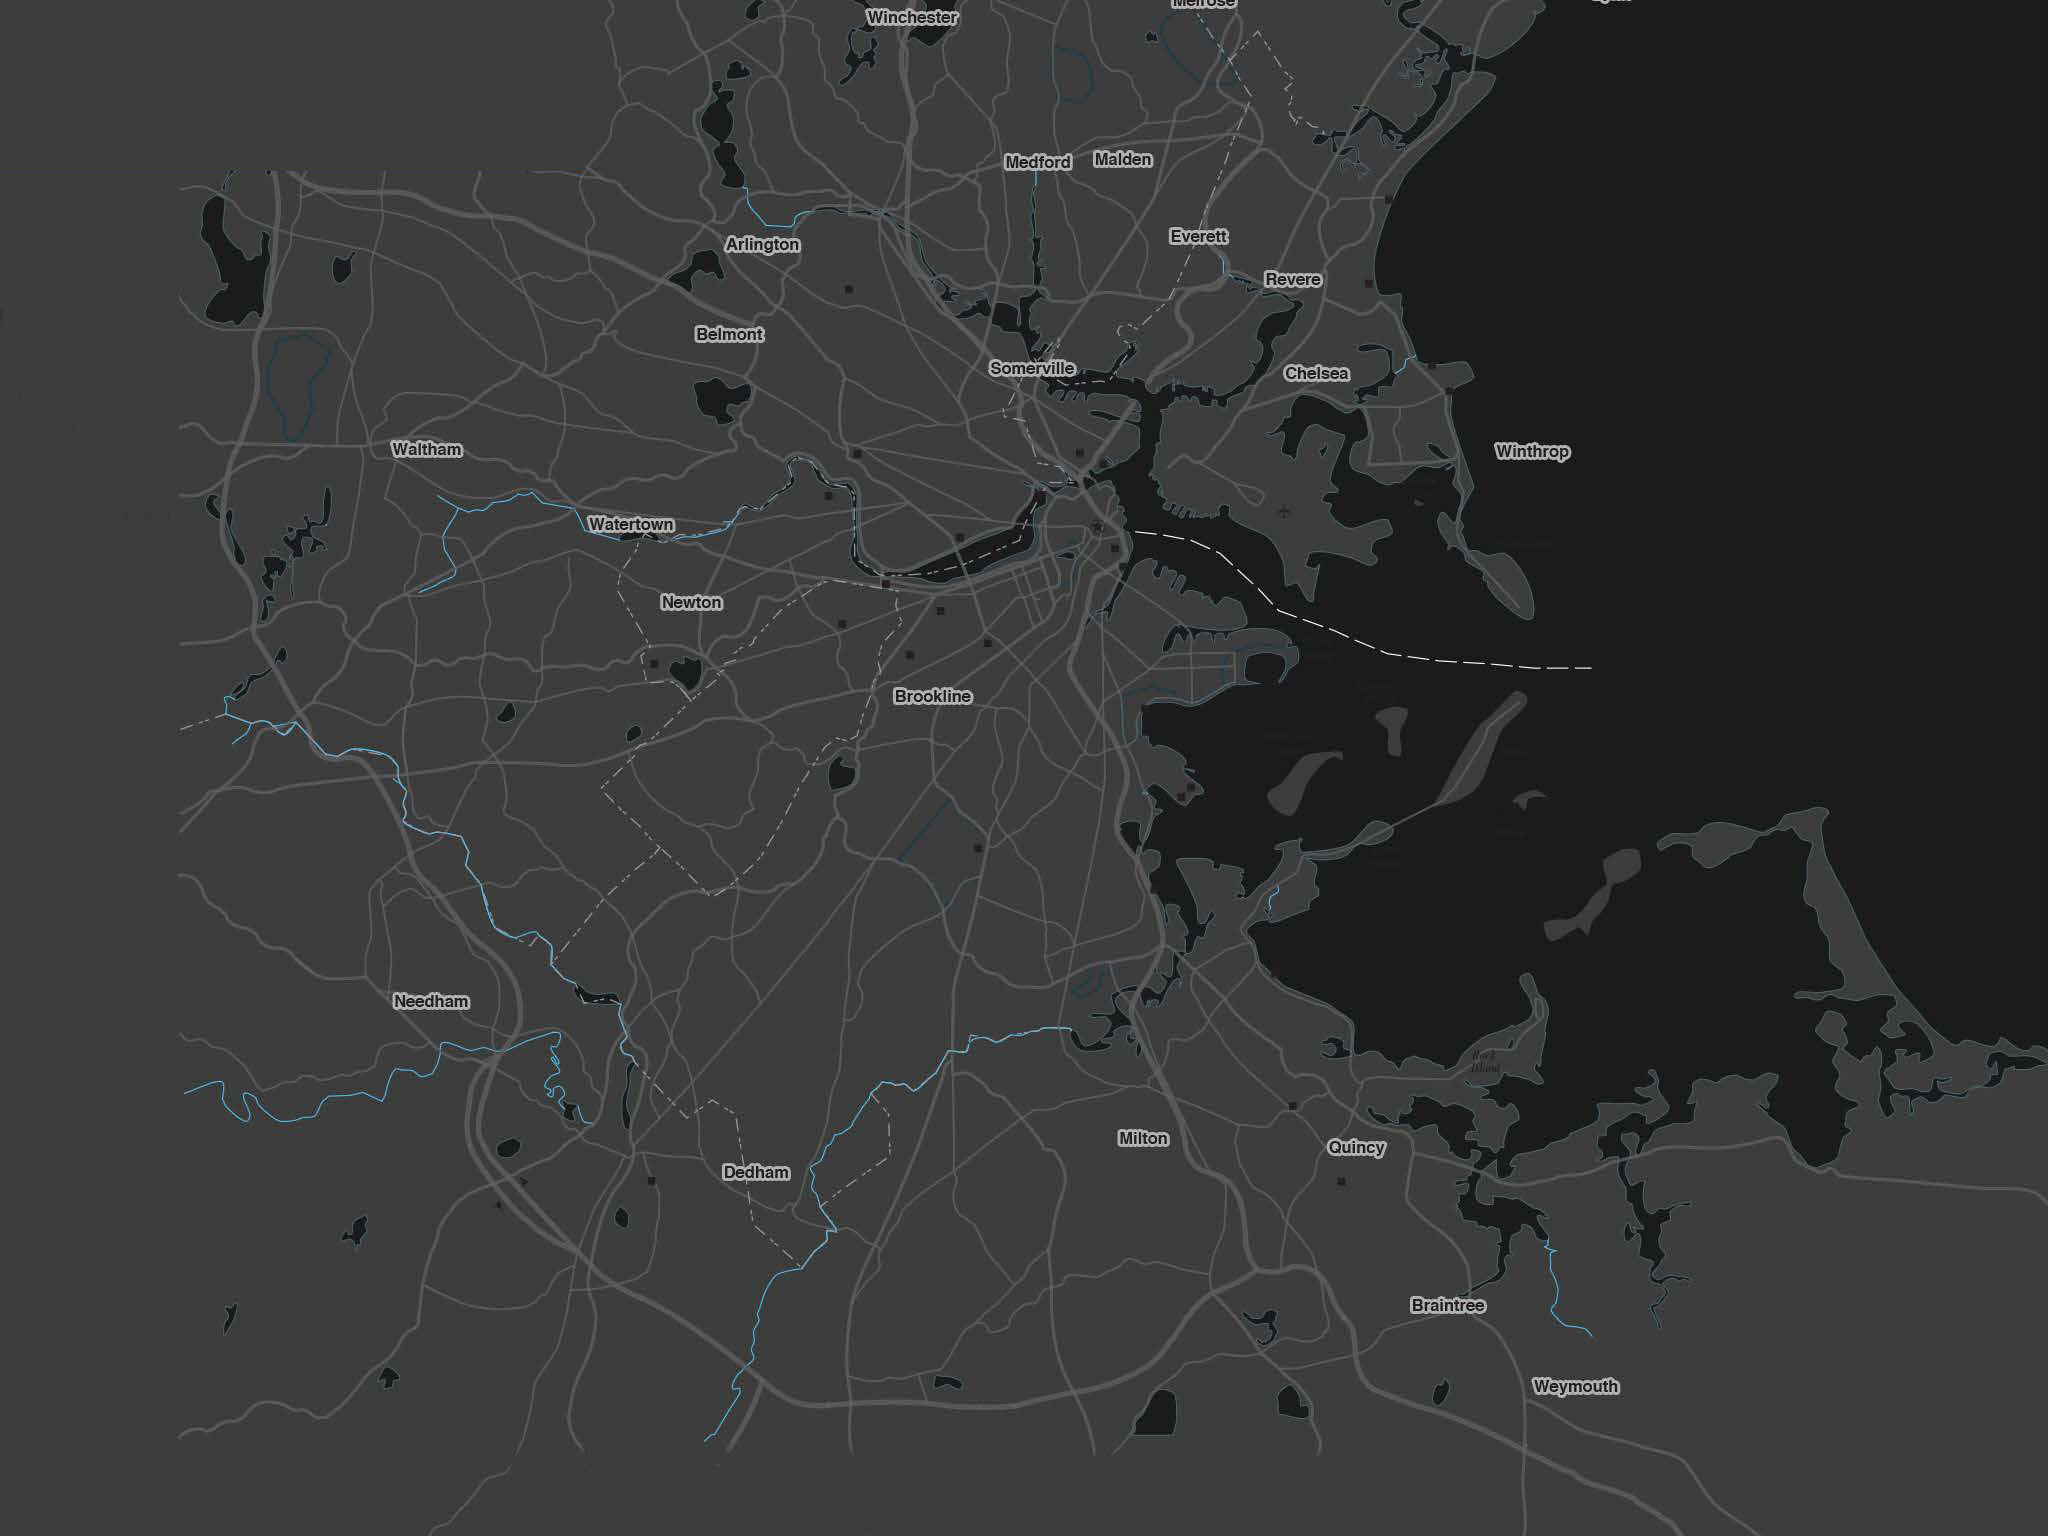 Winchester
Melrose
Medford
Malden
Arlington
Everett
Revere
Belmont
Somerville
Chelsea
Waltham
Winthrop
Watertown
Newton
Brookline
Needham
Milton
Quincy
Dedham
Braintree
Weymouth